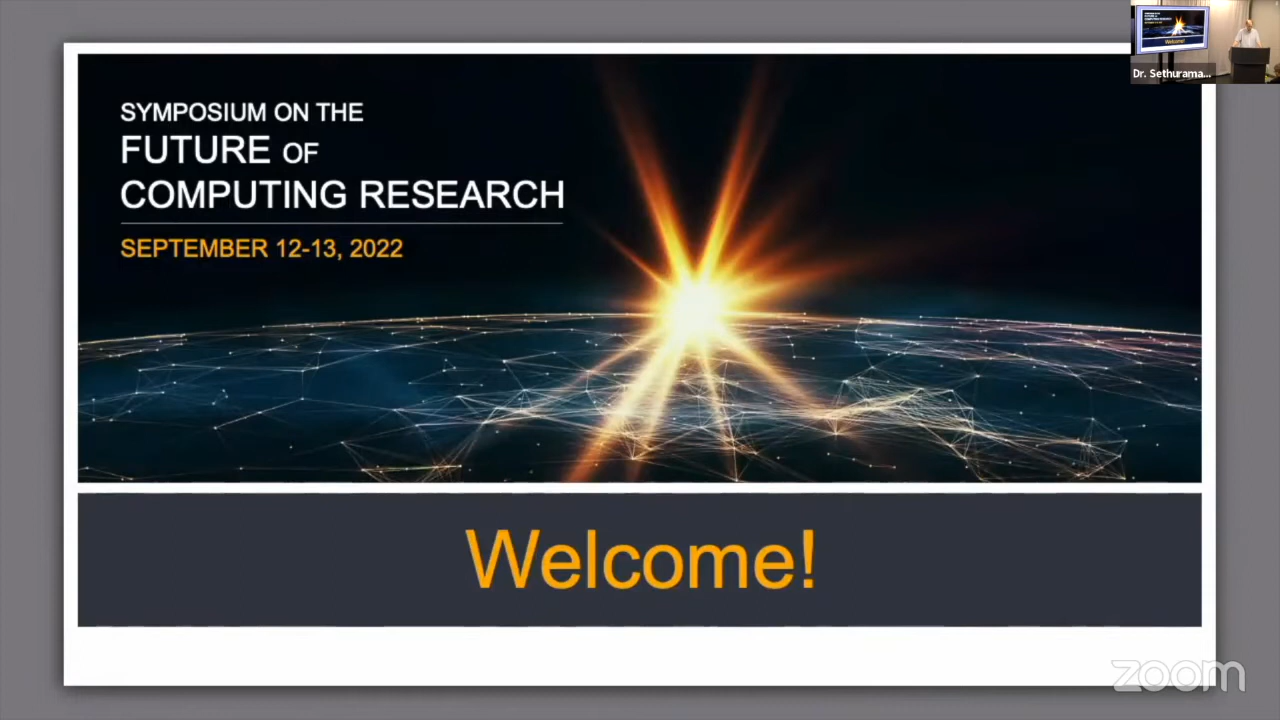 SYMPOSIUM ON THE
FUTURE OF
COMPUTING RESEARCH
SEPTEMBER 12-13, 2022
Welcome!
Dr. Sethurama...
zoom